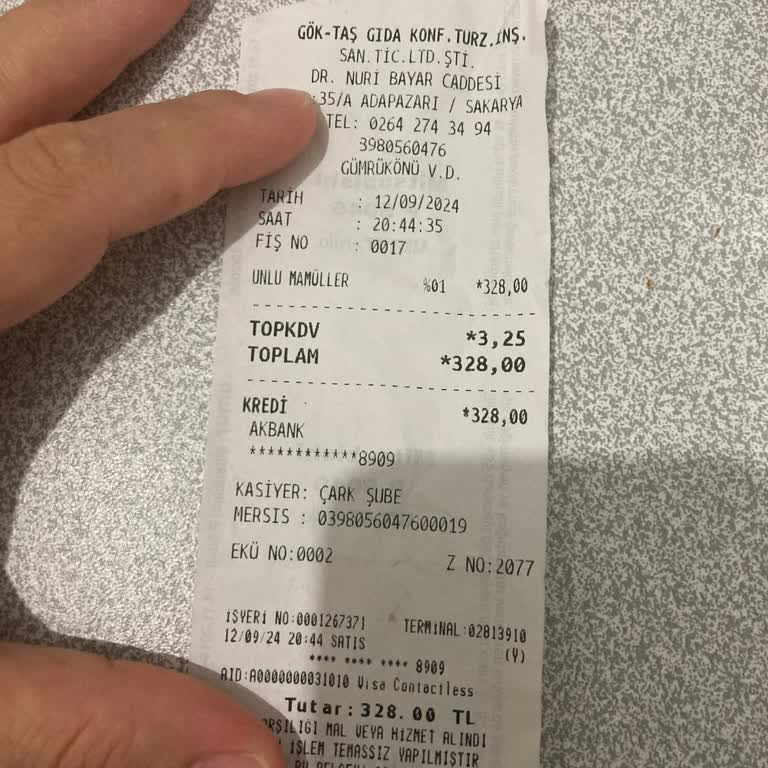 GÖK-TAŞ GIDA KONF.TURZ.İNŞ.
SAN.TİC.LTD.ŞTİ.
DR. NURİ BAYAR CADDESİ
:35/A ADAPAZARI / SAKARYA
TEL: 0264 274 34 94
3980560476
GÜMRÜKÖNÜ V.D.
TARİH : 12/09/2024
SAAT : 20:44:35
FİŞ NO : 0017
UNLU MAMÜLLER %01 *328,00
TOPKDV *3,25
TOPLAM *328,00
KREDİ *328,00
AKBANK
************8909
KASİYER: ÇARK ŞUBE
MERSIS : 0398056047600019
EKÜ NO:0002 Z NO:2077
İŞYERİ NO:0001267371 TERMİNAL:02813910
12/09/24 20:44 SATIS (Y)
**** **** **** 8909
AID:A0000000031010 Visa Contactless
Tutar:328.00 TL
MAL VEYA HİZMET ALINDI
İŞLEM TEMASSIZ YAPILMIŞTIR